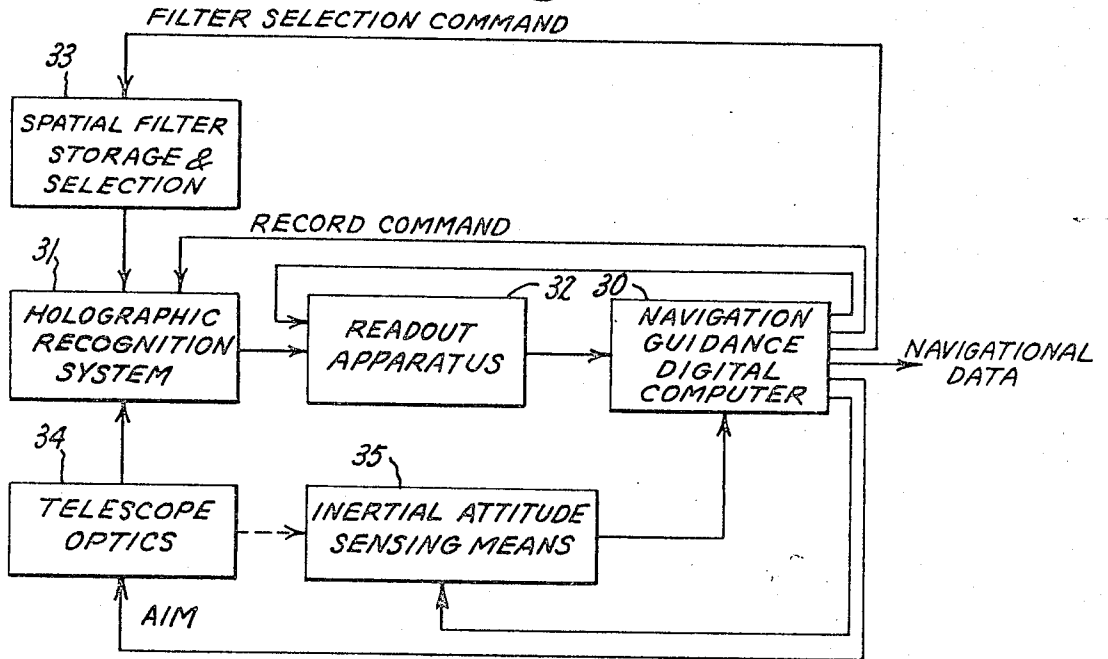 FILTER SELECTION COMMAND
33
SPATIAL FILTER
STORAGE &
SELECTION
RECORD COMMAND
31
32
30
HOLOGRAPHIC
RECOGNITION
SYSTEM
READOUT
APPARATUS
NAVIGATION
GUIDANCE
DIGITAL
COMPUTER
NAVIGATIONAL
DATA
34
35
TELESCOPE
OPTICS
INERTIAL ATTITUDE
SENSING MEANS
AIM